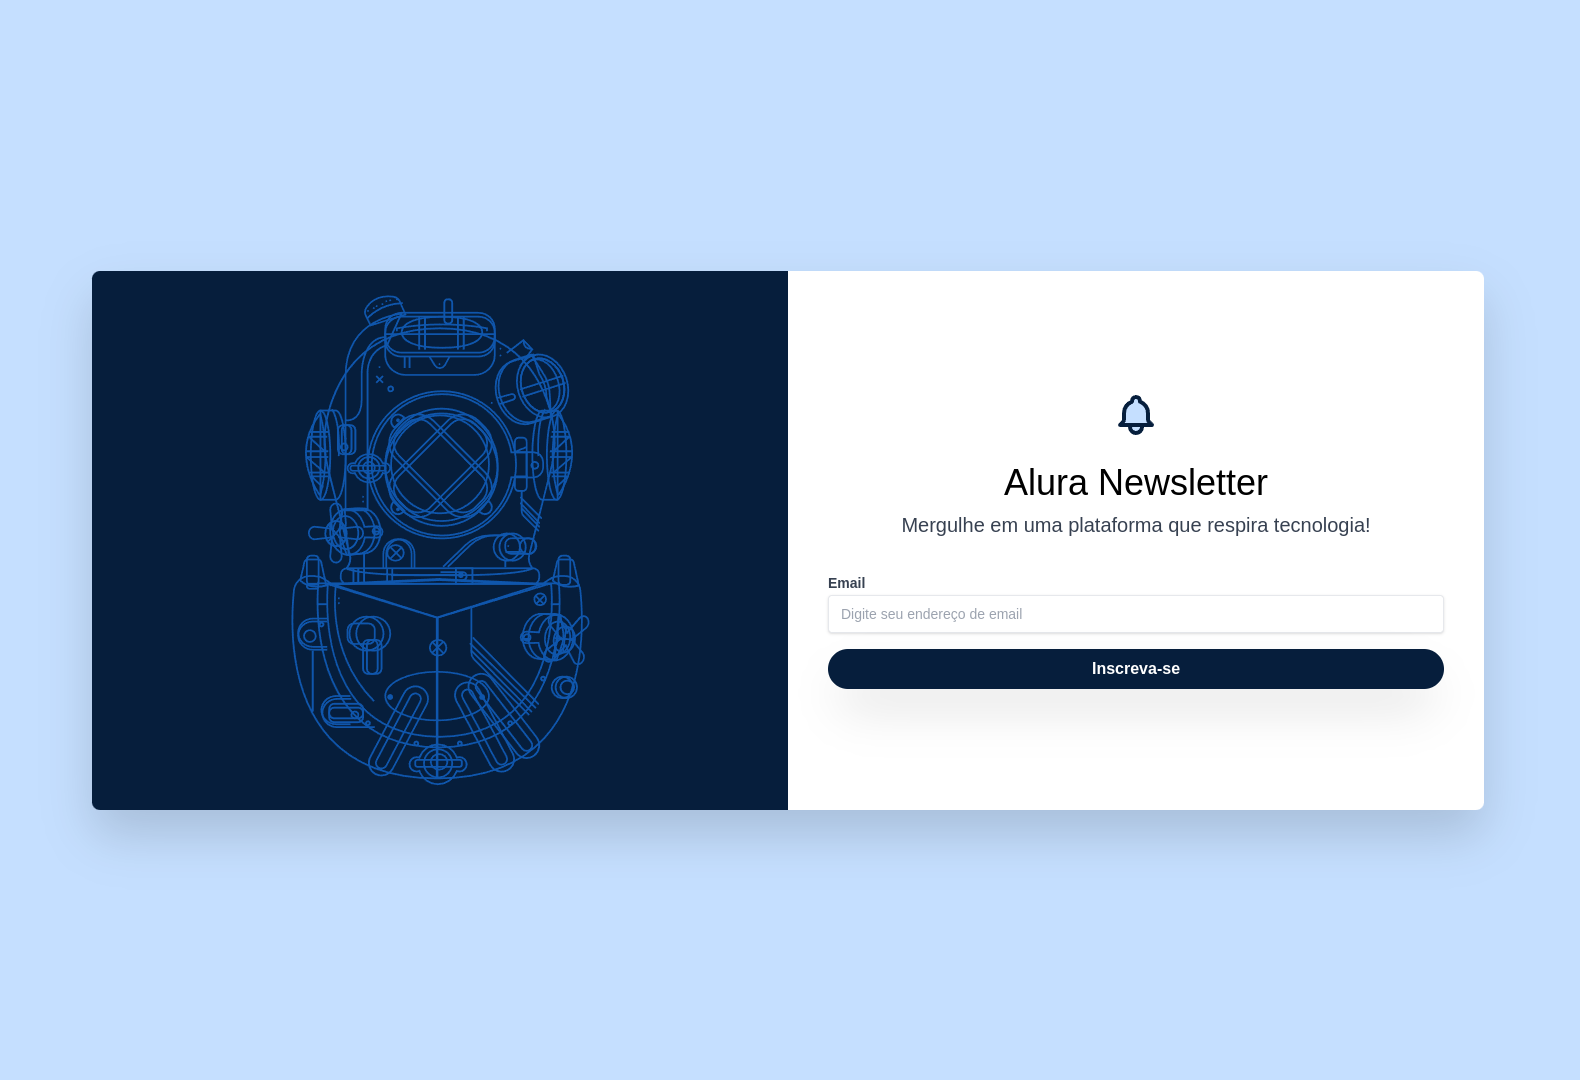 Alura Newsletter
Mergulhe em uma plataforma que respira tecnologia!
Email
Digite seu endereço de email
Inscreva-se